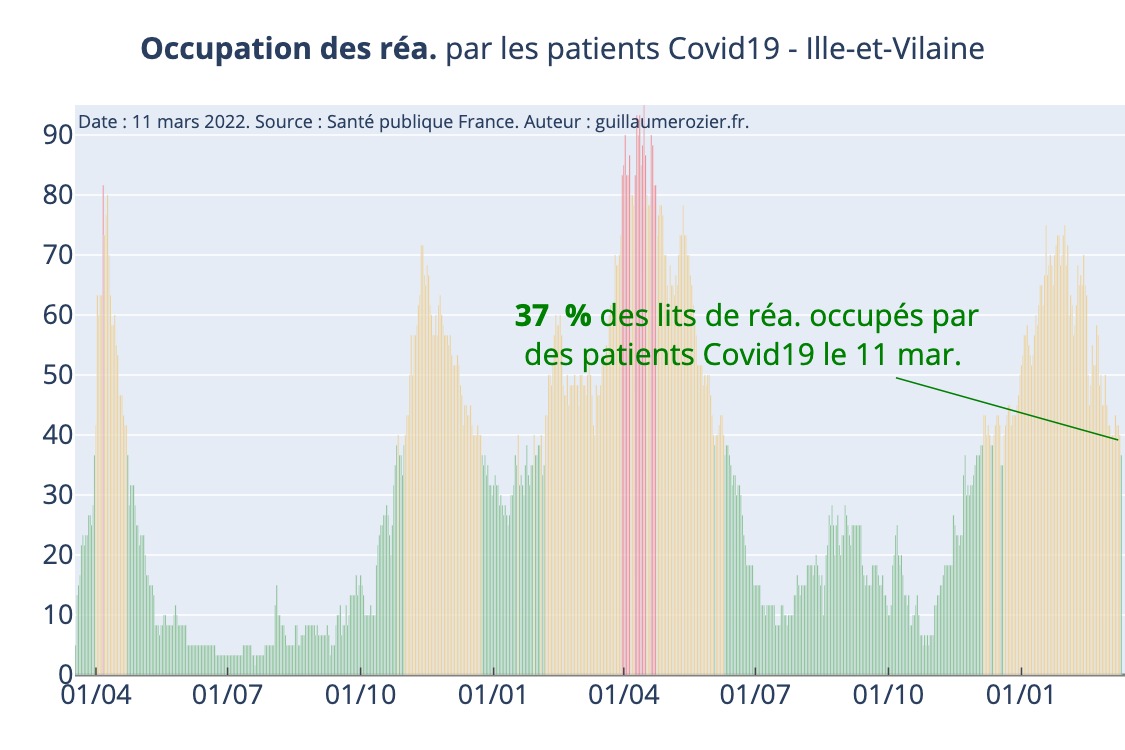 Occupation des réa. par les patients Covid19 - Ille-et-Vilaine
Date : 11 mars 2022. Source : Santé publique France. Auteur : guillaumerozier.fr.
90
80
70
60
50
40
30
20
10
0
37 % des lits de réa. occupés par
des patients Covid19 le 11 mar.
01/04 01/07 01/10 01/01 01/04 01/07 01/10 01/01